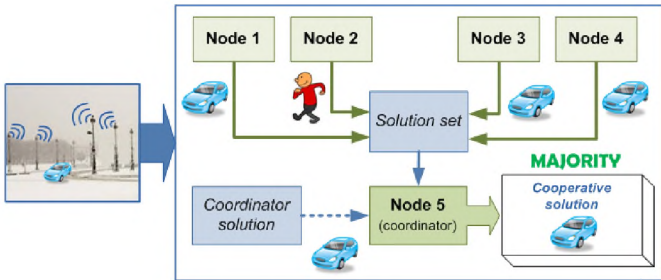 Node 1
Node 2
Node 3
Node 4
Solution set
MAJORITY
Coordinator
solution
Node 5
(coordinator)
Cooperative
solution